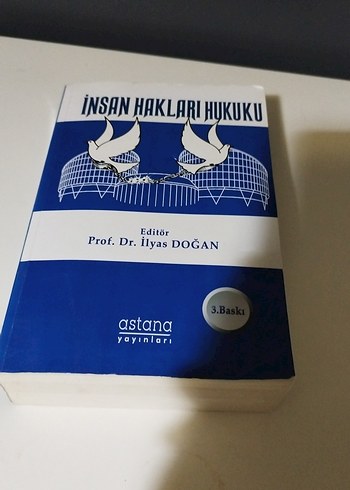 İNSAN HAKLARI HUKUKU
Editör
Prof. Dr. İlyas DOĞAN
3.Baskı
astana
yayınları